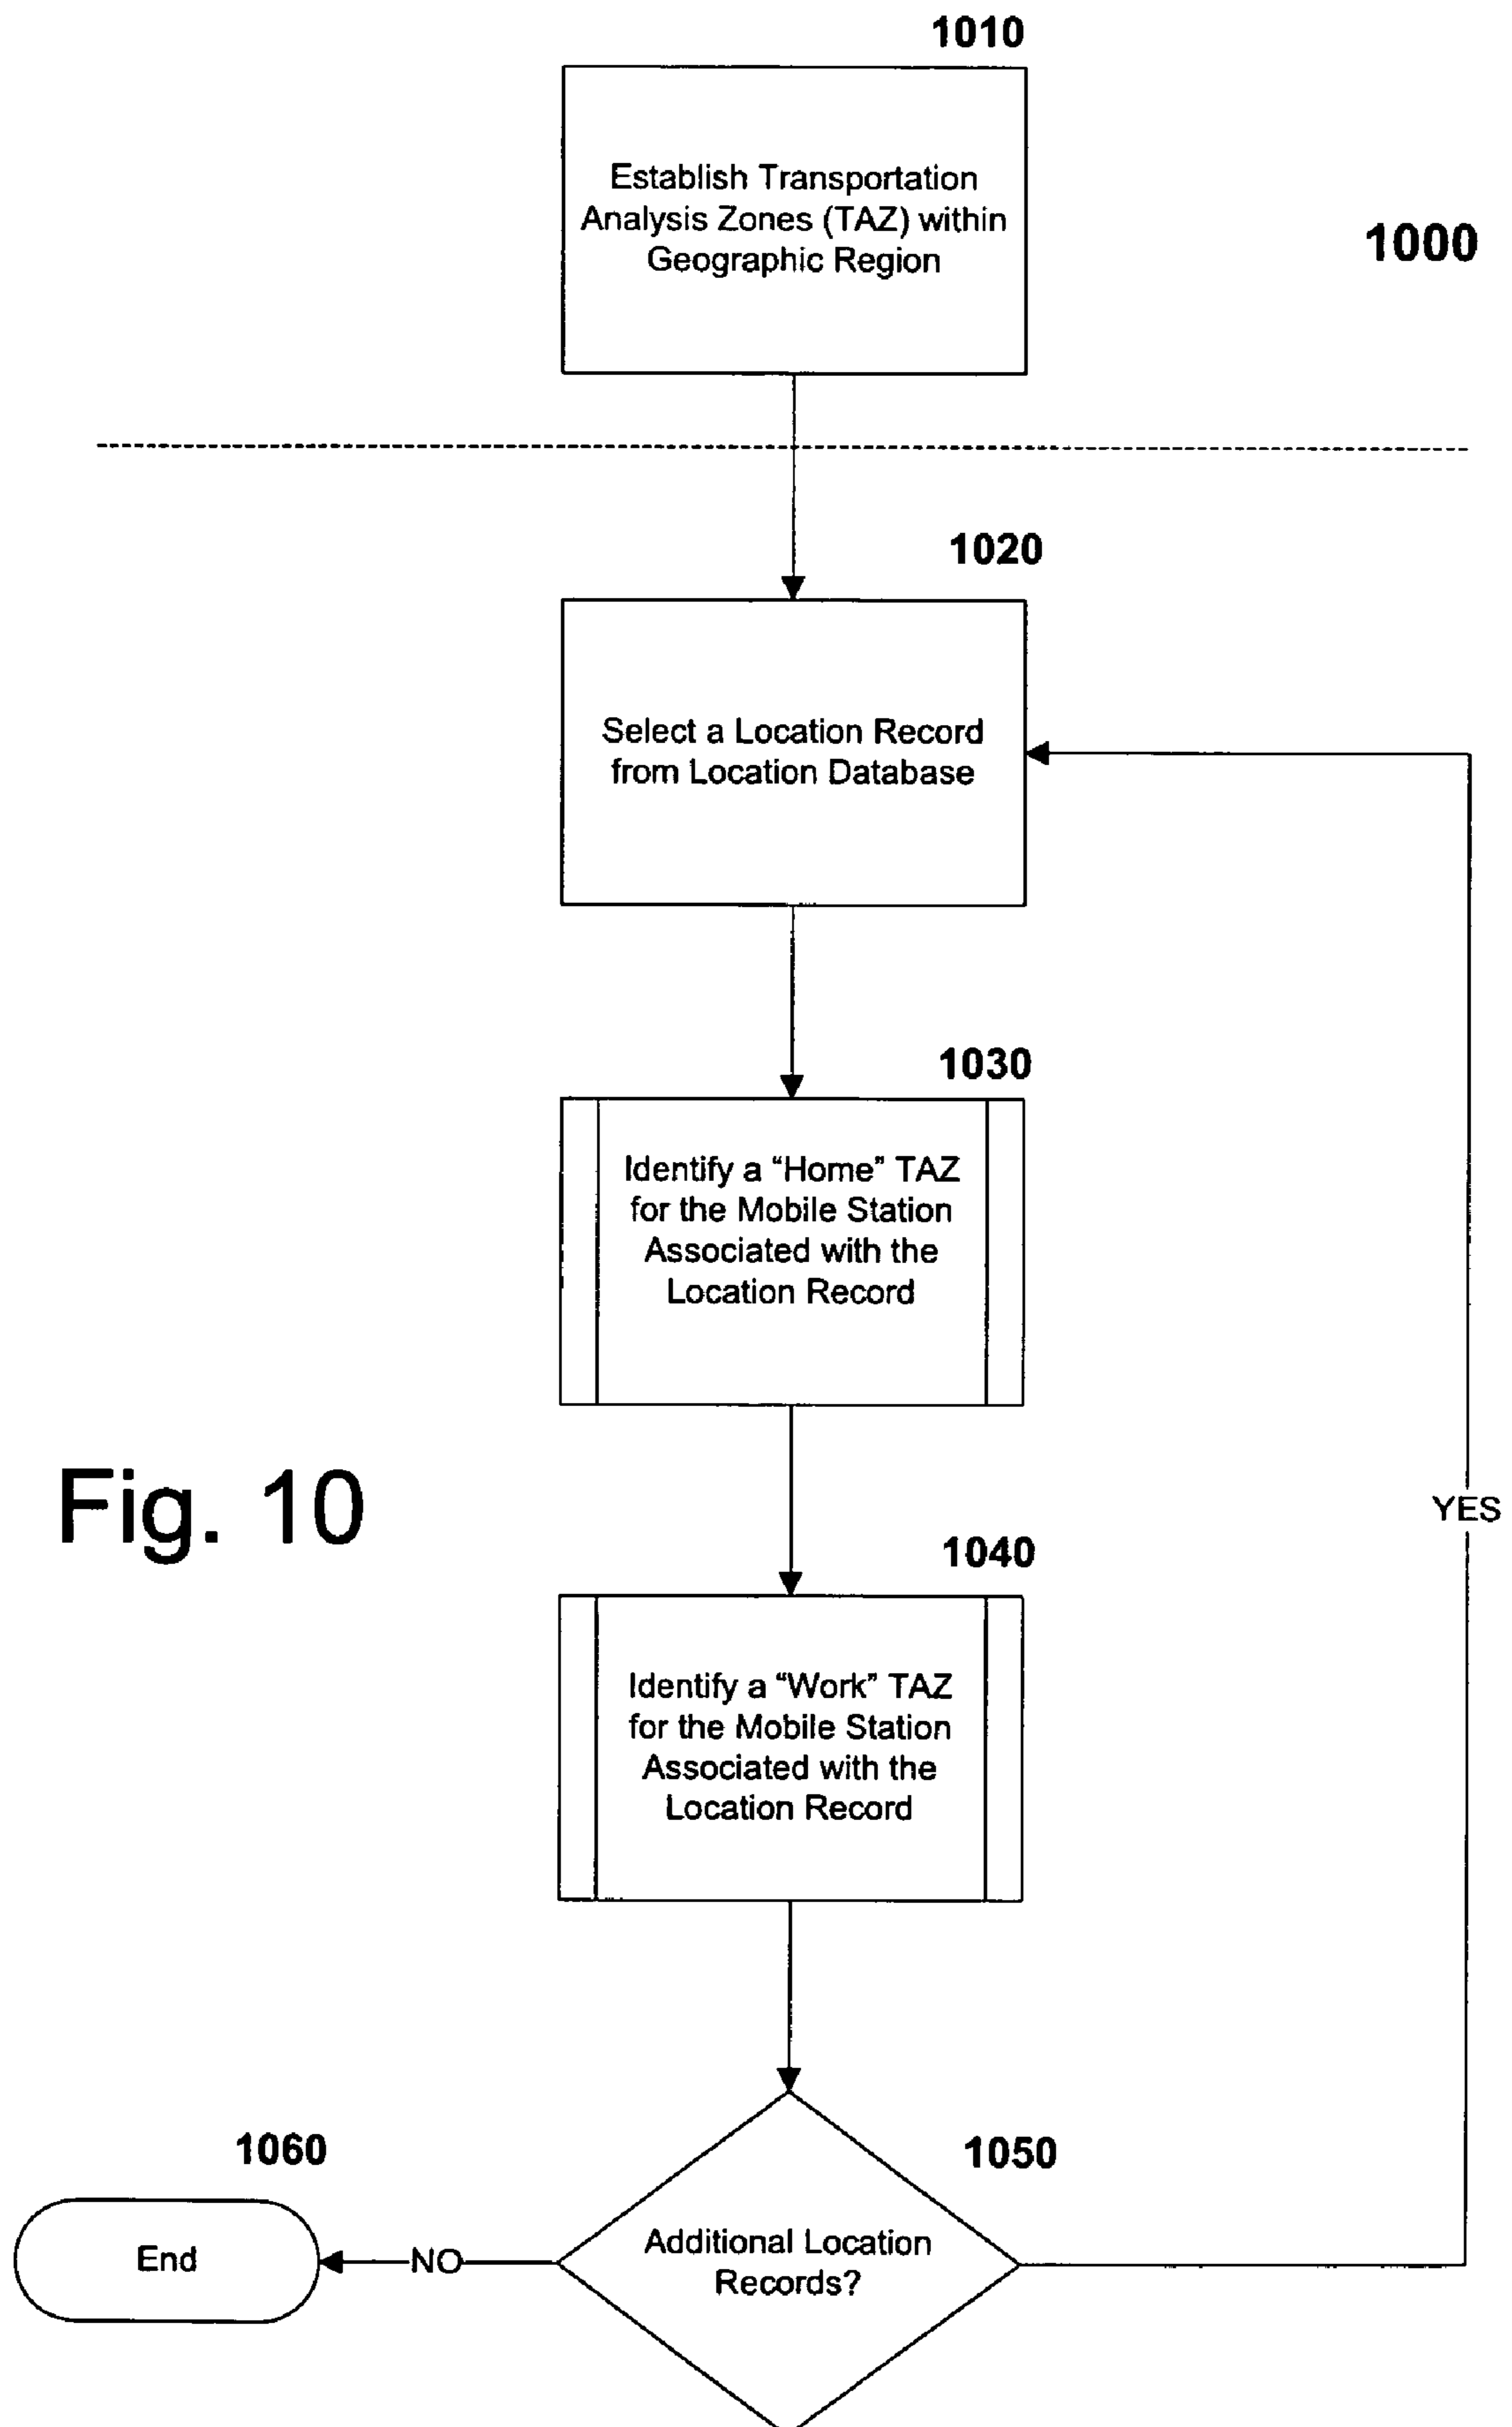 1010
Establish Transportation
Analysis Zones (TAZ) within
Geographic Region
1000
1020
Select a Location Record
from Location Database
1030
Identify a “Home” TAZ
for the Mobile Station
Associated with the
Location Record
Fig. 10
YES
1040
Identify a “Work” TAZ
for the Mobile Station
Associated with the
Location Record
1060
1050
End
NO
Additional Location
Records?